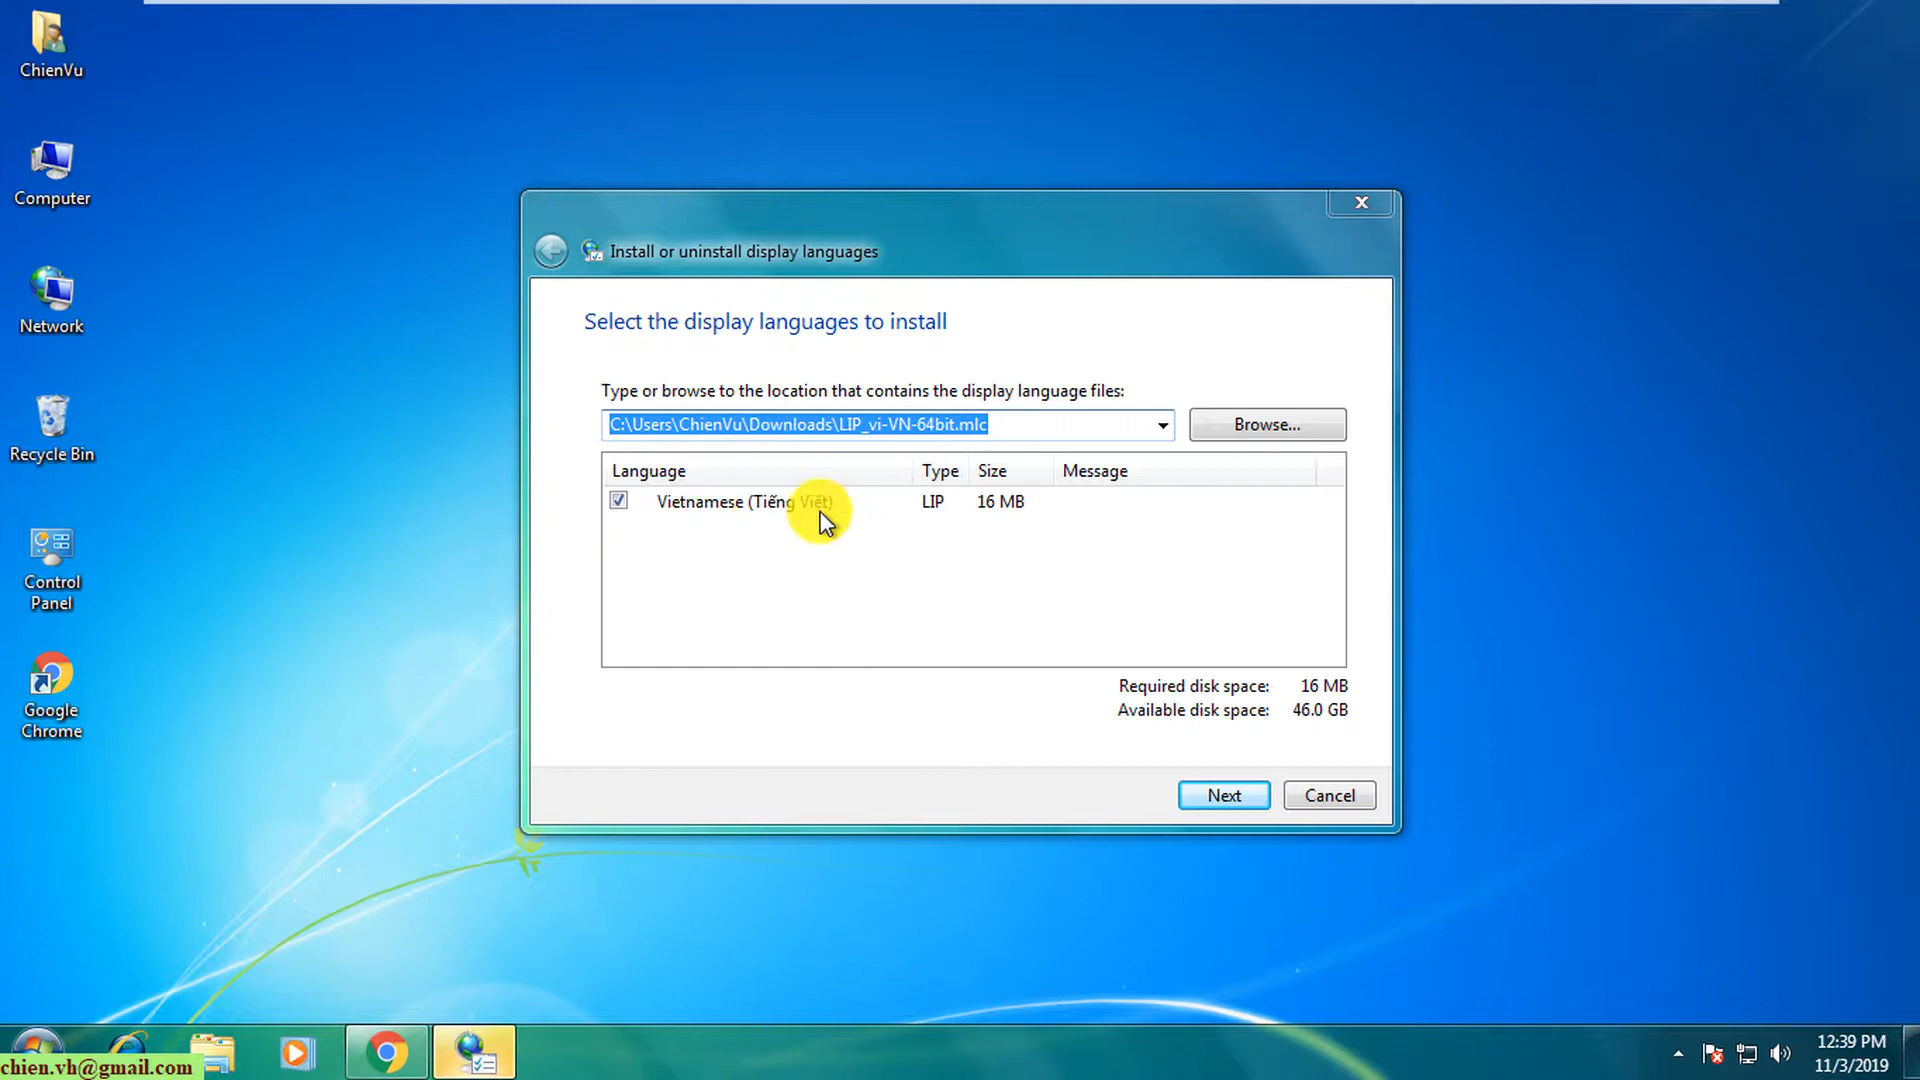 ChienVu
Computer
Network
Recycle Bin
Control
Panel
Google
Chrome
Install or uninstall display languages
Select the display languages to install
Type or browse to the location that contains the display language files:
C:\Users\ChienVu\Downloads\LIP_vi-VN-64bit.mlc
Browse...
Language Type Size Message
Vietnamese (Tiếng Việt) LIP 16 MB
Required disk space: 16 MB
Available disk space: 46.0 GB
Next Cancel
chien.vh@gmail.com
12:39 PM
11/3/2019